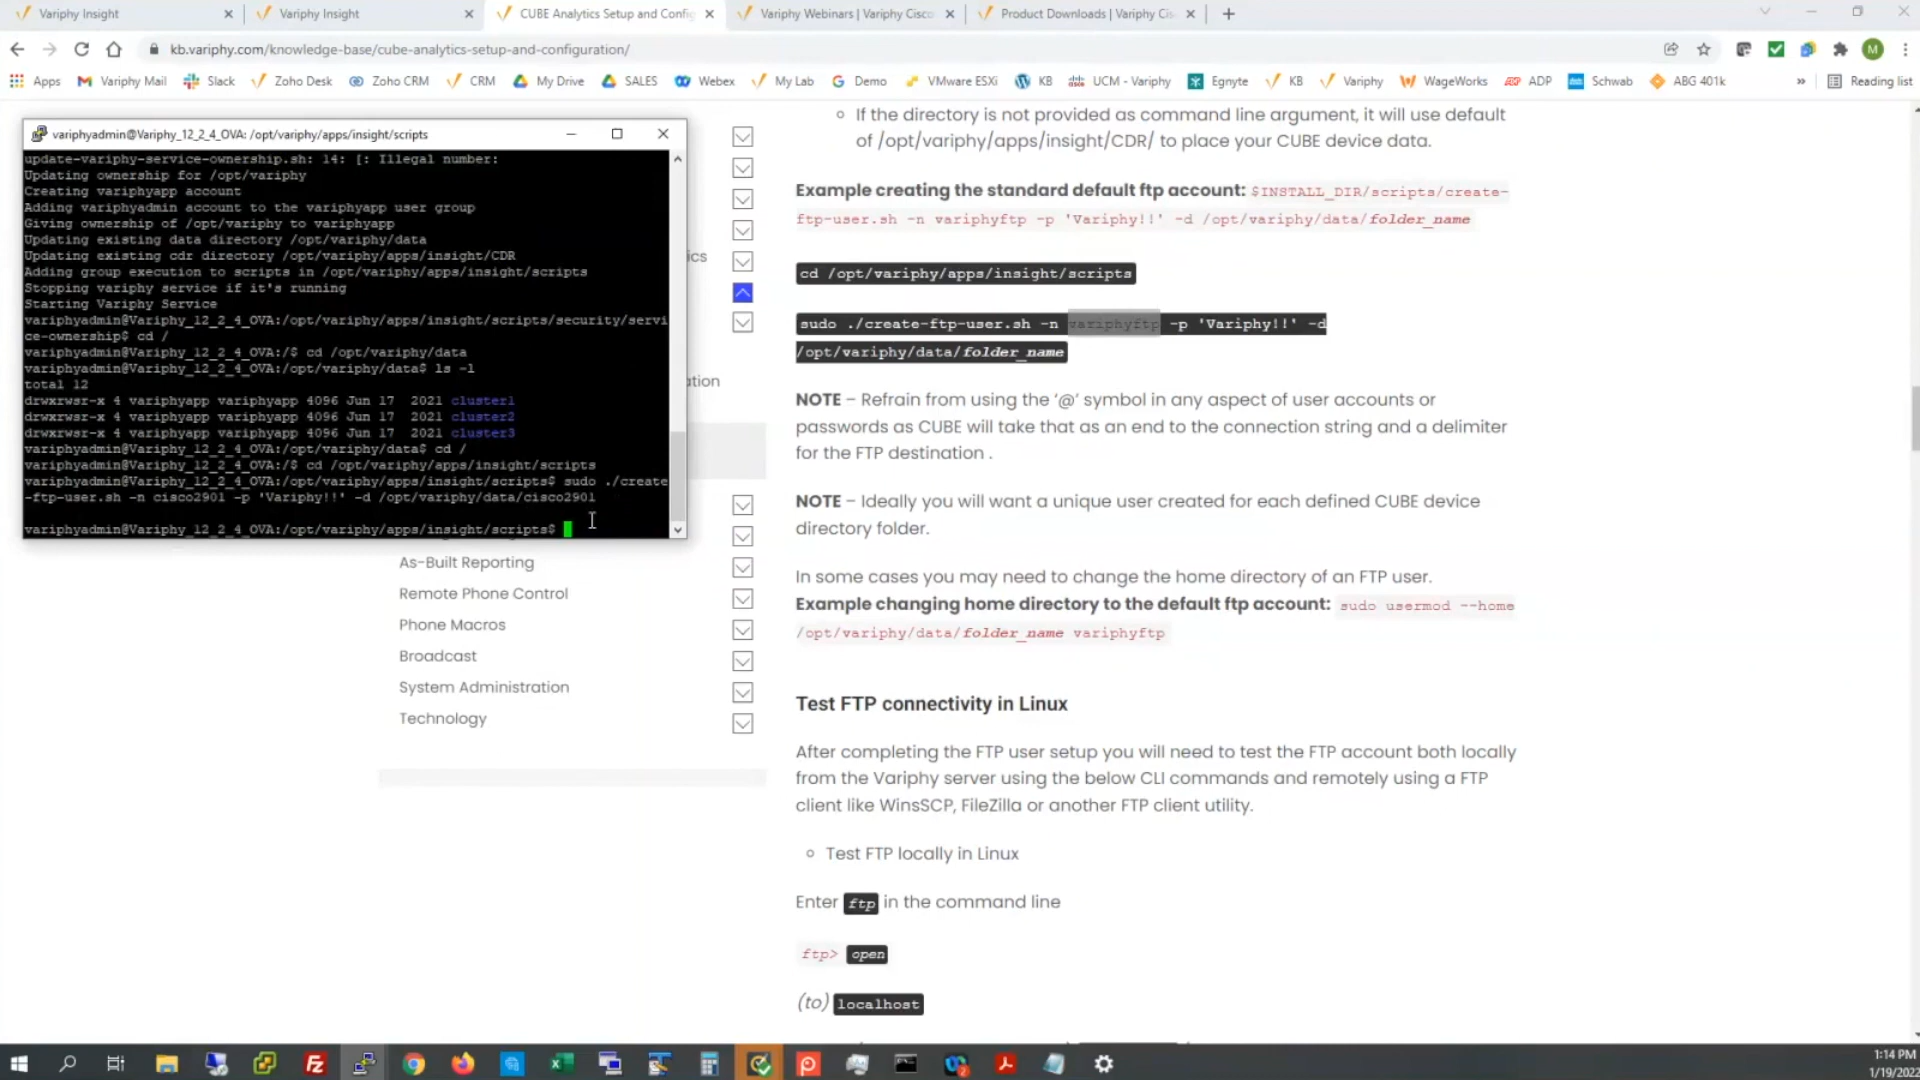 Variphy Insight
Variphy Insight
CUBE Analytics Setup and Config
Variphy Webinars | Variphy Cisco
Product Downloads | Variphy Cis
kb.variphy.com/knowledge-base/cube-analytics-setup-and-configuration/
M
Apps
Variphy Mail
Slack
Zoho Desk
Zoho CRM
CRM
My Drive
SALES
Webex
My Lab
Demo
VMware ESXi
KB
UCM - Variphy
Egnyte
KB
Variphy
WageWorks
ADP
Schwab
ABG 401k
»
Reading list
variphyadmin@Variphy_12_2_4_OVA: /opt/variphy/apps/insight/scripts
update-variphy-service-ownership.sh: 14: [: Illegal number:
Updating ownership for /opt/variphy
Creating variphyapp account
Adding variphyadmin account to the variphyapp user group
Giving ownership of /opt/variphy to variphyapp
Updating existing data directory /opt/variphy/data
Updating existing cdr directory /opt/variphy/apps/insight/CDR
Adding group execution to scripts in /opt/variphy/apps/insight/scripts
Stopping variphy service if it's running
Starting Variphy Service
variphyadmin@Variphy_12_2_4_OVA:/opt/variphy/apps/insight/scripts/security/servi
ce-ownership$ cd /
variphyadmin@Variphy_12_2_4_OVA:/$ cd /opt/variphy/data
variphyadmin@Variphy_12_2_4_OVA:/opt/variphy/data$ ls -l
total 12
drwxrwsr-x 4 variphyapp variphyapp 4096 Jun 17 2021 cluster1
drwxrwsr-x 4 variphyapp variphyapp 4096 Jun 17 2021 cluster2
drwxrwsr-x 4 variphyapp variphyapp 4096 Jun 17 2021 cluster3
variphyadmin@Variphy_12_2_4_OVA:/opt/variphy/data$ cd /
variphyadmin@Variphy_12_2_4_OVA:/$ cd /opt/variphy/apps/insight/scripts
variphyadmin@Variphy_12_2_4_OVA:/opt/variphy/apps/insight/scripts$ sudo ./create
-ftp-user.sh -n cisco2901 -p 'Variphy!!' -d /opt/variphy/data/cisco2901
variphyadmin@Variphy_12_2_4_OVA:/opt/variphy/apps/insight/scripts$
ics
ation
As-Built Reporting
Remote Phone Control
Phone Macros
Broadcast
System Administration
Technology
If the directory is not provided as command line argument, it will use default
of /opt/variphy/apps/insight/CDR/ to place your CUBE device data.
Example creating the standard default ftp account: $INSTALL_DIR/scripts/create-
ftp-user.sh -n variphyftp -p 'Variphy!!' -d /opt/variphy/data/folder_name
cd /opt/variphy/apps/insight/scripts
sudo ./create-ftp-user.sh -n variphyftp -p 'Variphy!!' -d
/opt/variphy/data/folder_name
NOTE – Refrain from using the ‘@’ symbol in any aspect of user accounts or
passwords as CUBE will take that as an end to the connection string and a delimiter
for the FTP destination .
NOTE – Ideally you will want a unique user created for each defined CUBE device
directory folder.
In some cases you may need to change the home directory of an FTP user.
Example changing home directory to the default ftp account: sudo usermod --home
/opt/variphy/data/folder_name variphyftp
Test FTP connectivity in Linux
After completing the FTP user setup you will need to test the FTP account both locally
from the Variphy server using the below CLI commands and remotely using a FTP
client like WinsSCP, FileZilla or another FTP client utility.
Test FTP locally in Linux
Enter ftp in the command line
ftp> open
(to) localhost
1:14 PM
1/19/2022